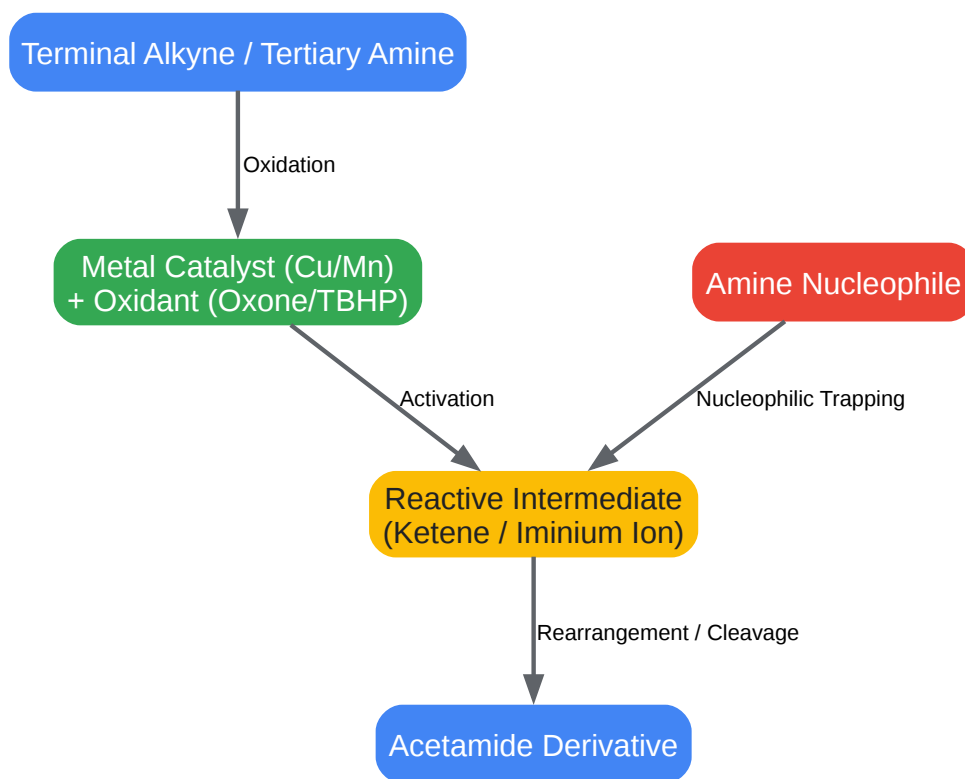 Terminal Alkyne / Tertiary Amine
Oxidation
Metal Catalyst (Cu/Mn)
+ Oxidant (Oxone/TBHP)
Amine Nucleophile
Activation
Nucleophilic Trapping
Reactive Intermediate
(Ketene / Iminium Ion)
Rearrangement / Cleavage
Acetamide Derivative